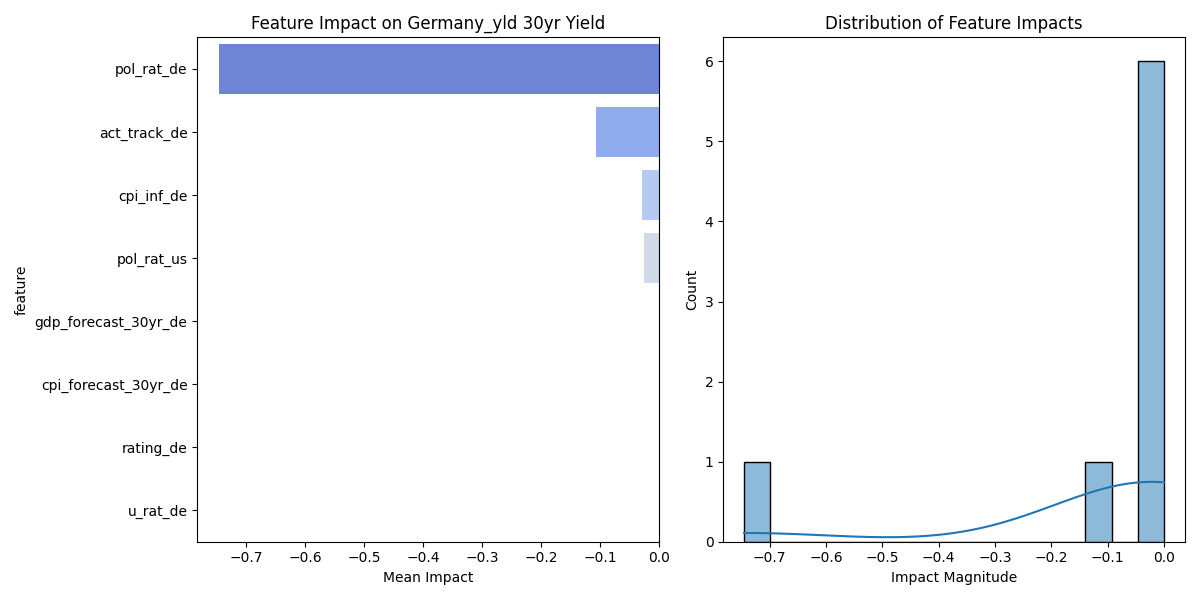 Feature Impact on Germany_yld 30yr Yield
feature
pol_rat_de
act_track_de
cpi_inf_de
pol_rat_us
gdp_forecast_30yr_de
cpi_forecast_30yr_de
rating_de
u_rat_de
−0.7 −0.6 −0.5 −0.4 −0.3 −0.2 −0.1 0.0
Mean Impact
Distribution of Feature Impacts
Count
6
5
4
3
2
1
0
−0.7 −0.6 −0.5 −0.4 −0.3 −0.2 −0.1 0.0
Impact Magnitude